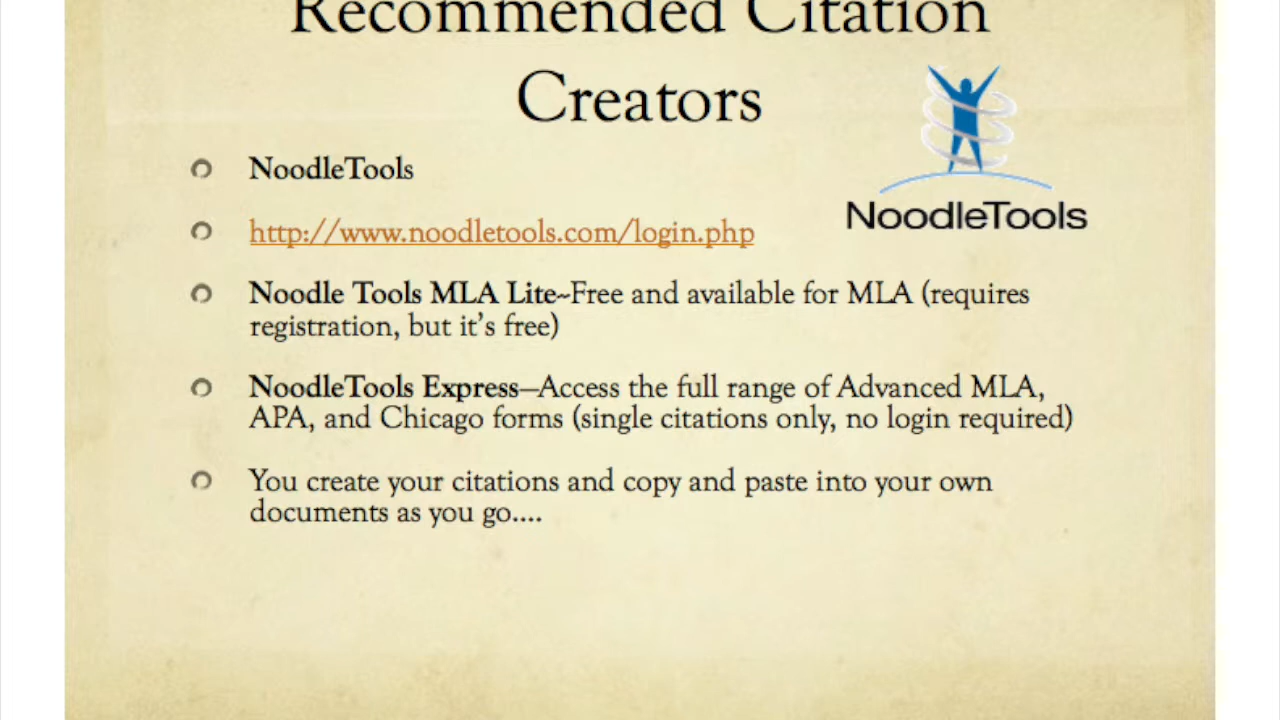 Recommended Citation
Creators
NoodleTools
NoodleTools
http://www.noodletools.com/login.php
Noodle Tools MLA Lite~Free and available for MLA (requires
registration, but it’s free)
NoodleTools Express—Access the full range of Advanced MLA,
APA, and Chicago forms (single citations only, no login required)
You create your citations and copy and paste into your own
documents as you go....